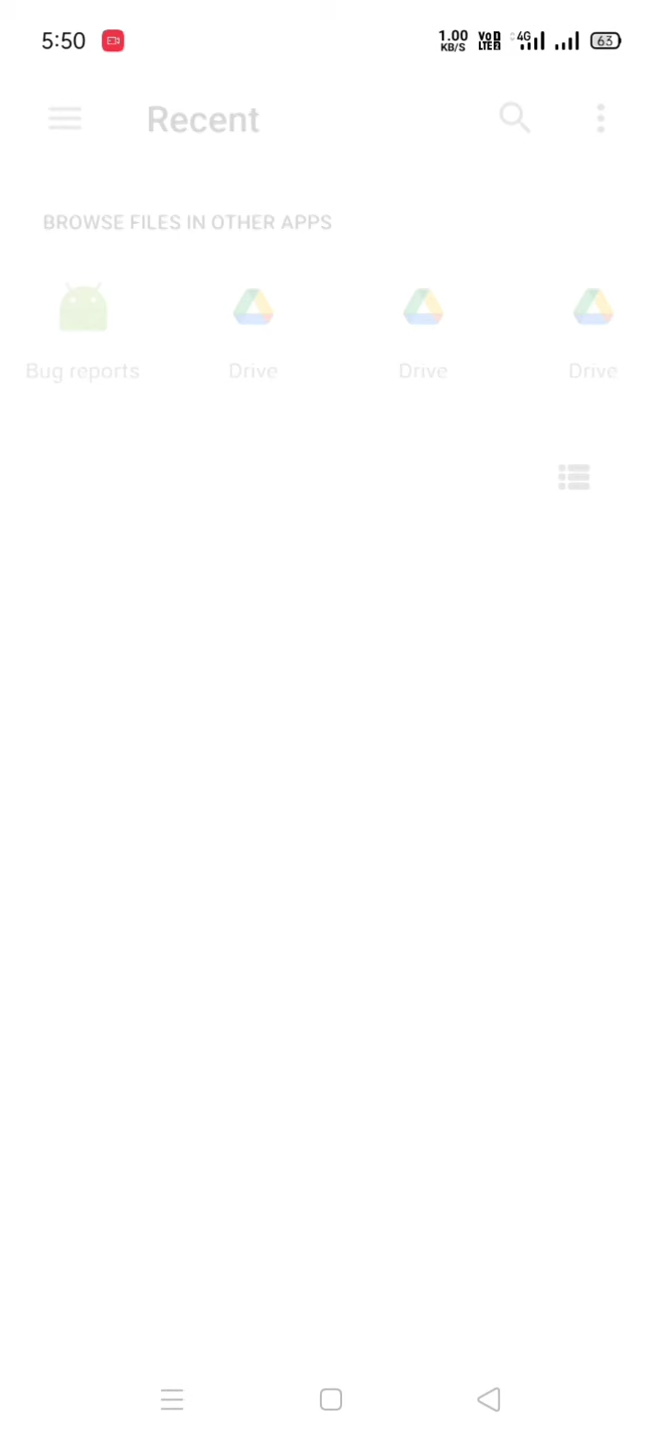 5:50 1.00 KB/S VoD LTE2 4G 63
Recent
BROWSE FILES IN OTHER APPS
Bug reports Drive Drive Drive